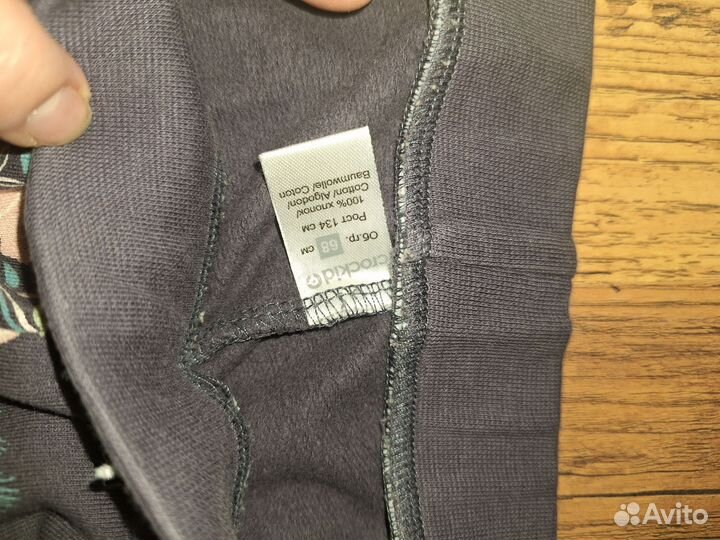 crockid
Об.гр. 68 см
Рост 134 см
100% хлопок/
Cotton/ Algodon/
Baumwolle/ Coton
Avito